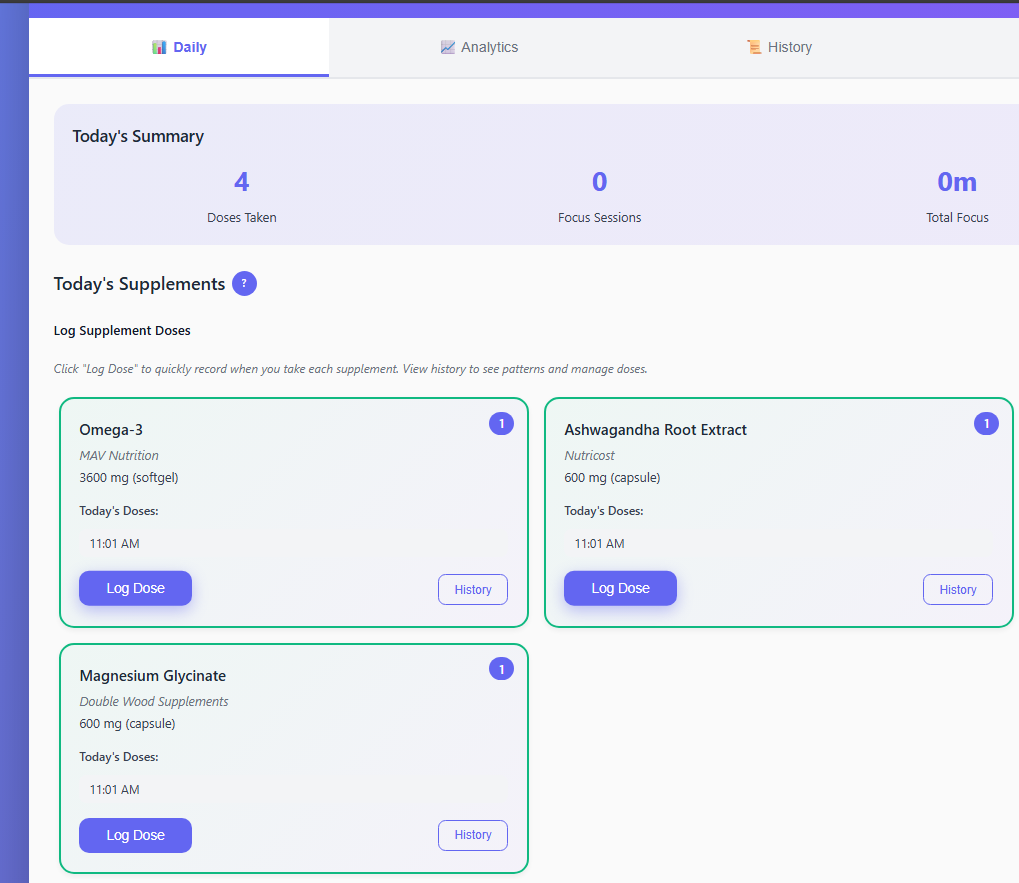 Daily
Analytics
History
Today's Summary
4
0
0m
Doses Taken
Focus Sessions
Total Focus
Today's Supplements ?
Log Supplement Doses
Click "Log Dose" to quickly record when you take each supplement. View history to see patterns and manage doses.
Omega-3
1
MAV Nutrition
3600 mg (softgel)
Today's Doses:
11:01 AM
Log Dose
History
Ashwagandha Root Extract
1
Nutricost
600 mg (capsule)
Today's Doses:
11:01 AM
Log Dose
History
Magnesium Glycinate
1
Double Wood Supplements
600 mg (capsule)
Today's Doses:
11:01 AM
Log Dose
History